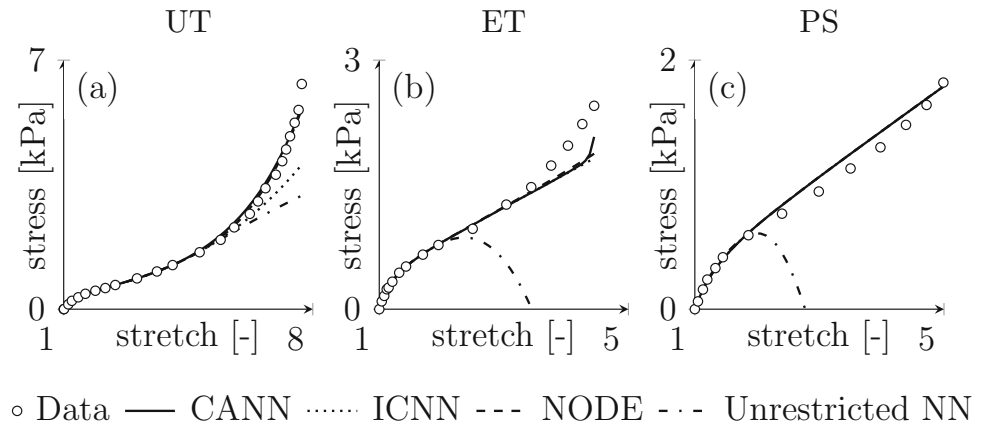 UT ET PS
7 (a) 3 (b) 2 (c)
stress [kPa] stress [kPa] stress [kPa]
0 0 0
1 stretch [-] 8 1 stretch [-] 5 1 stretch [-] 5
Data CANN ICNN NODE Unrestricted NN